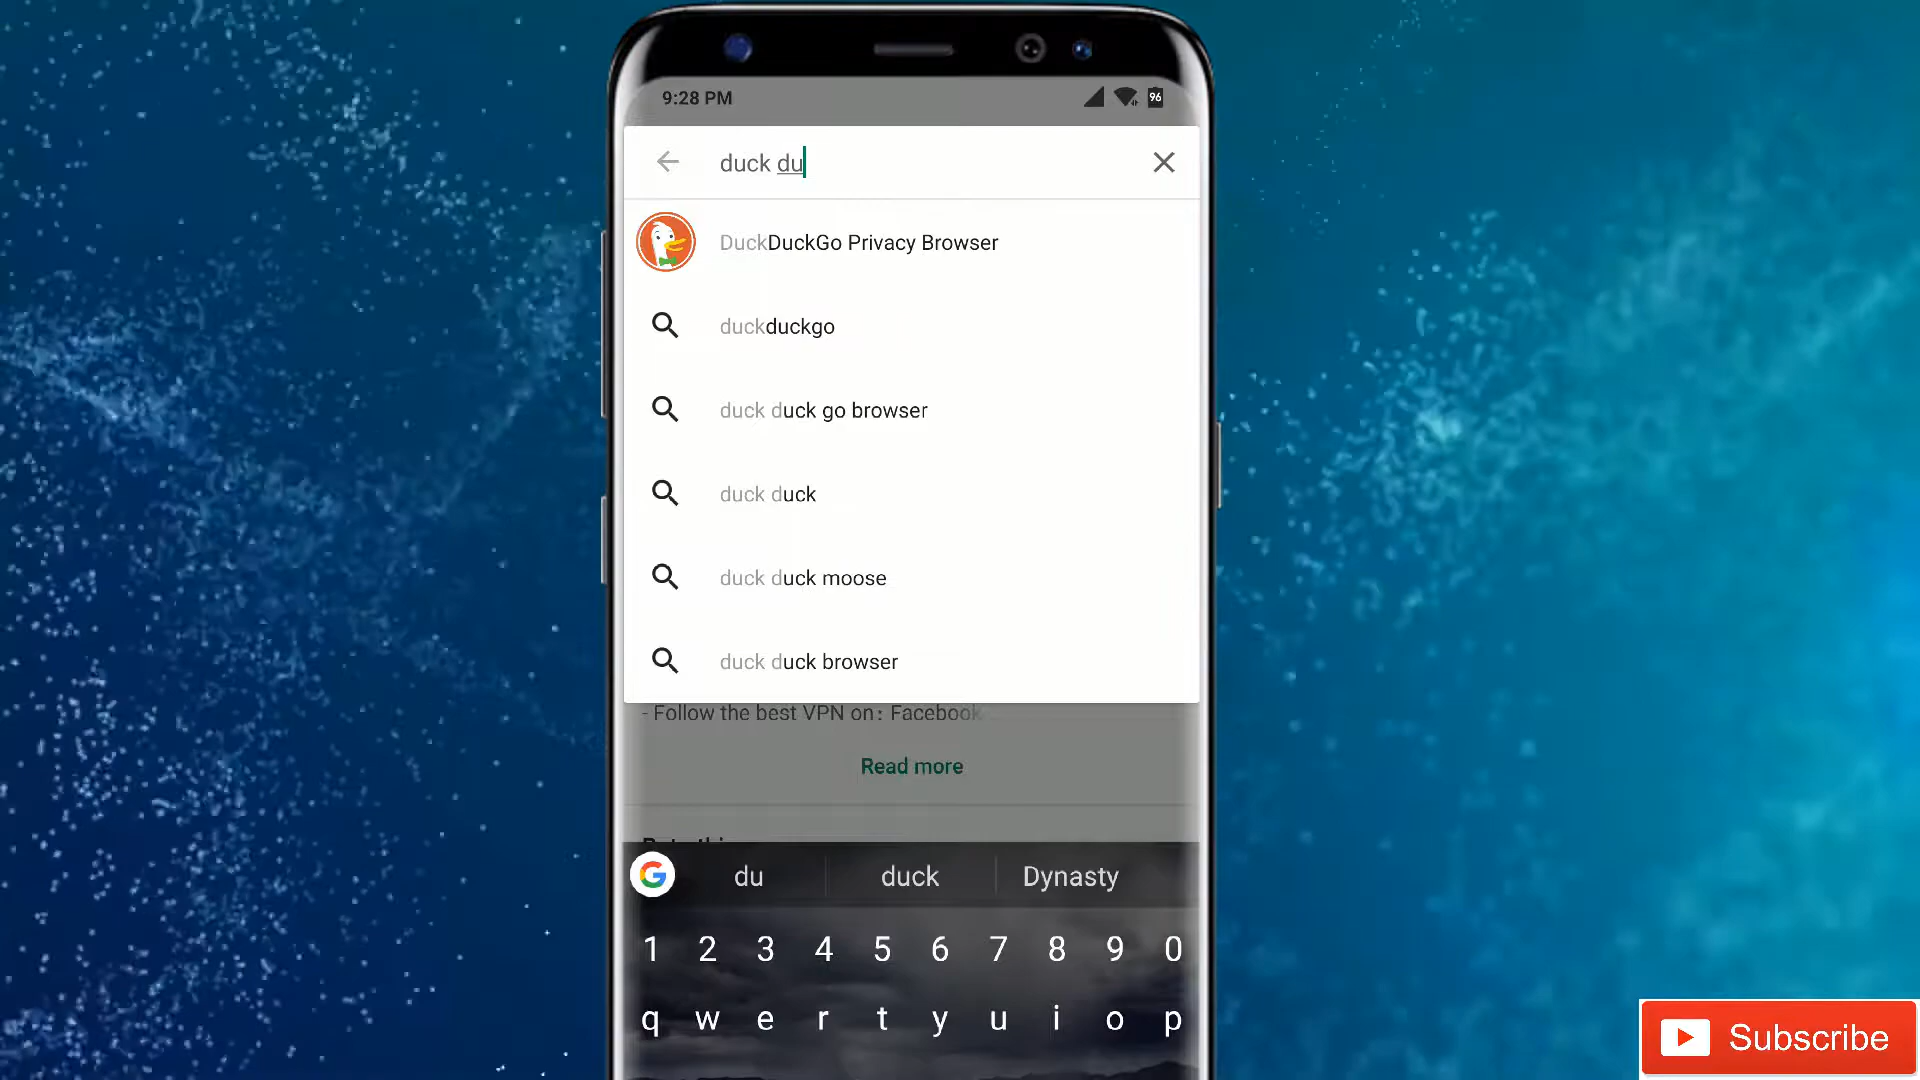 9:28 PM
96
duck du
DuckDuckGo Privacy Browser
duckduckgo
duck duck go browser
duck duck
duck duck moose
duck duck browser
- Follow the best VPN on: Facebook
Read more
du duck Dynasty
1 2 3 4 5 6 7 8 9 0
q w e r t y u i o p
Subscribe